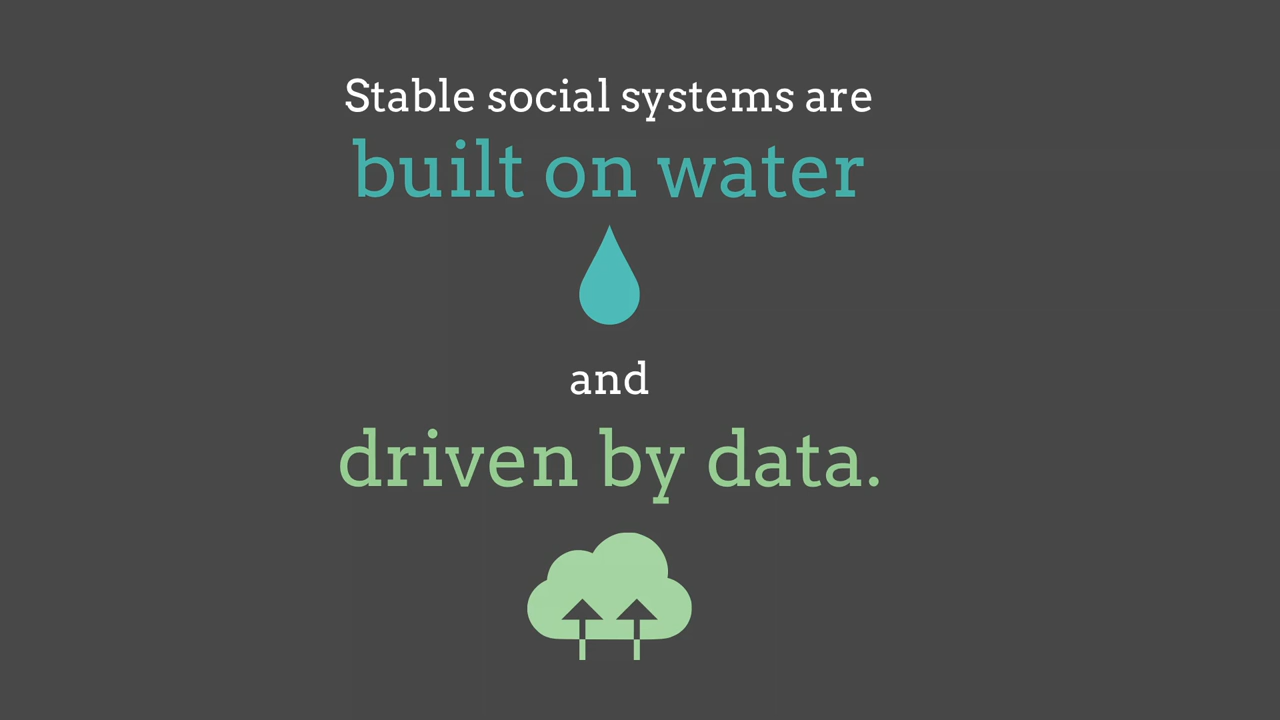 Stable social systems are
built on water
and
driven by data.